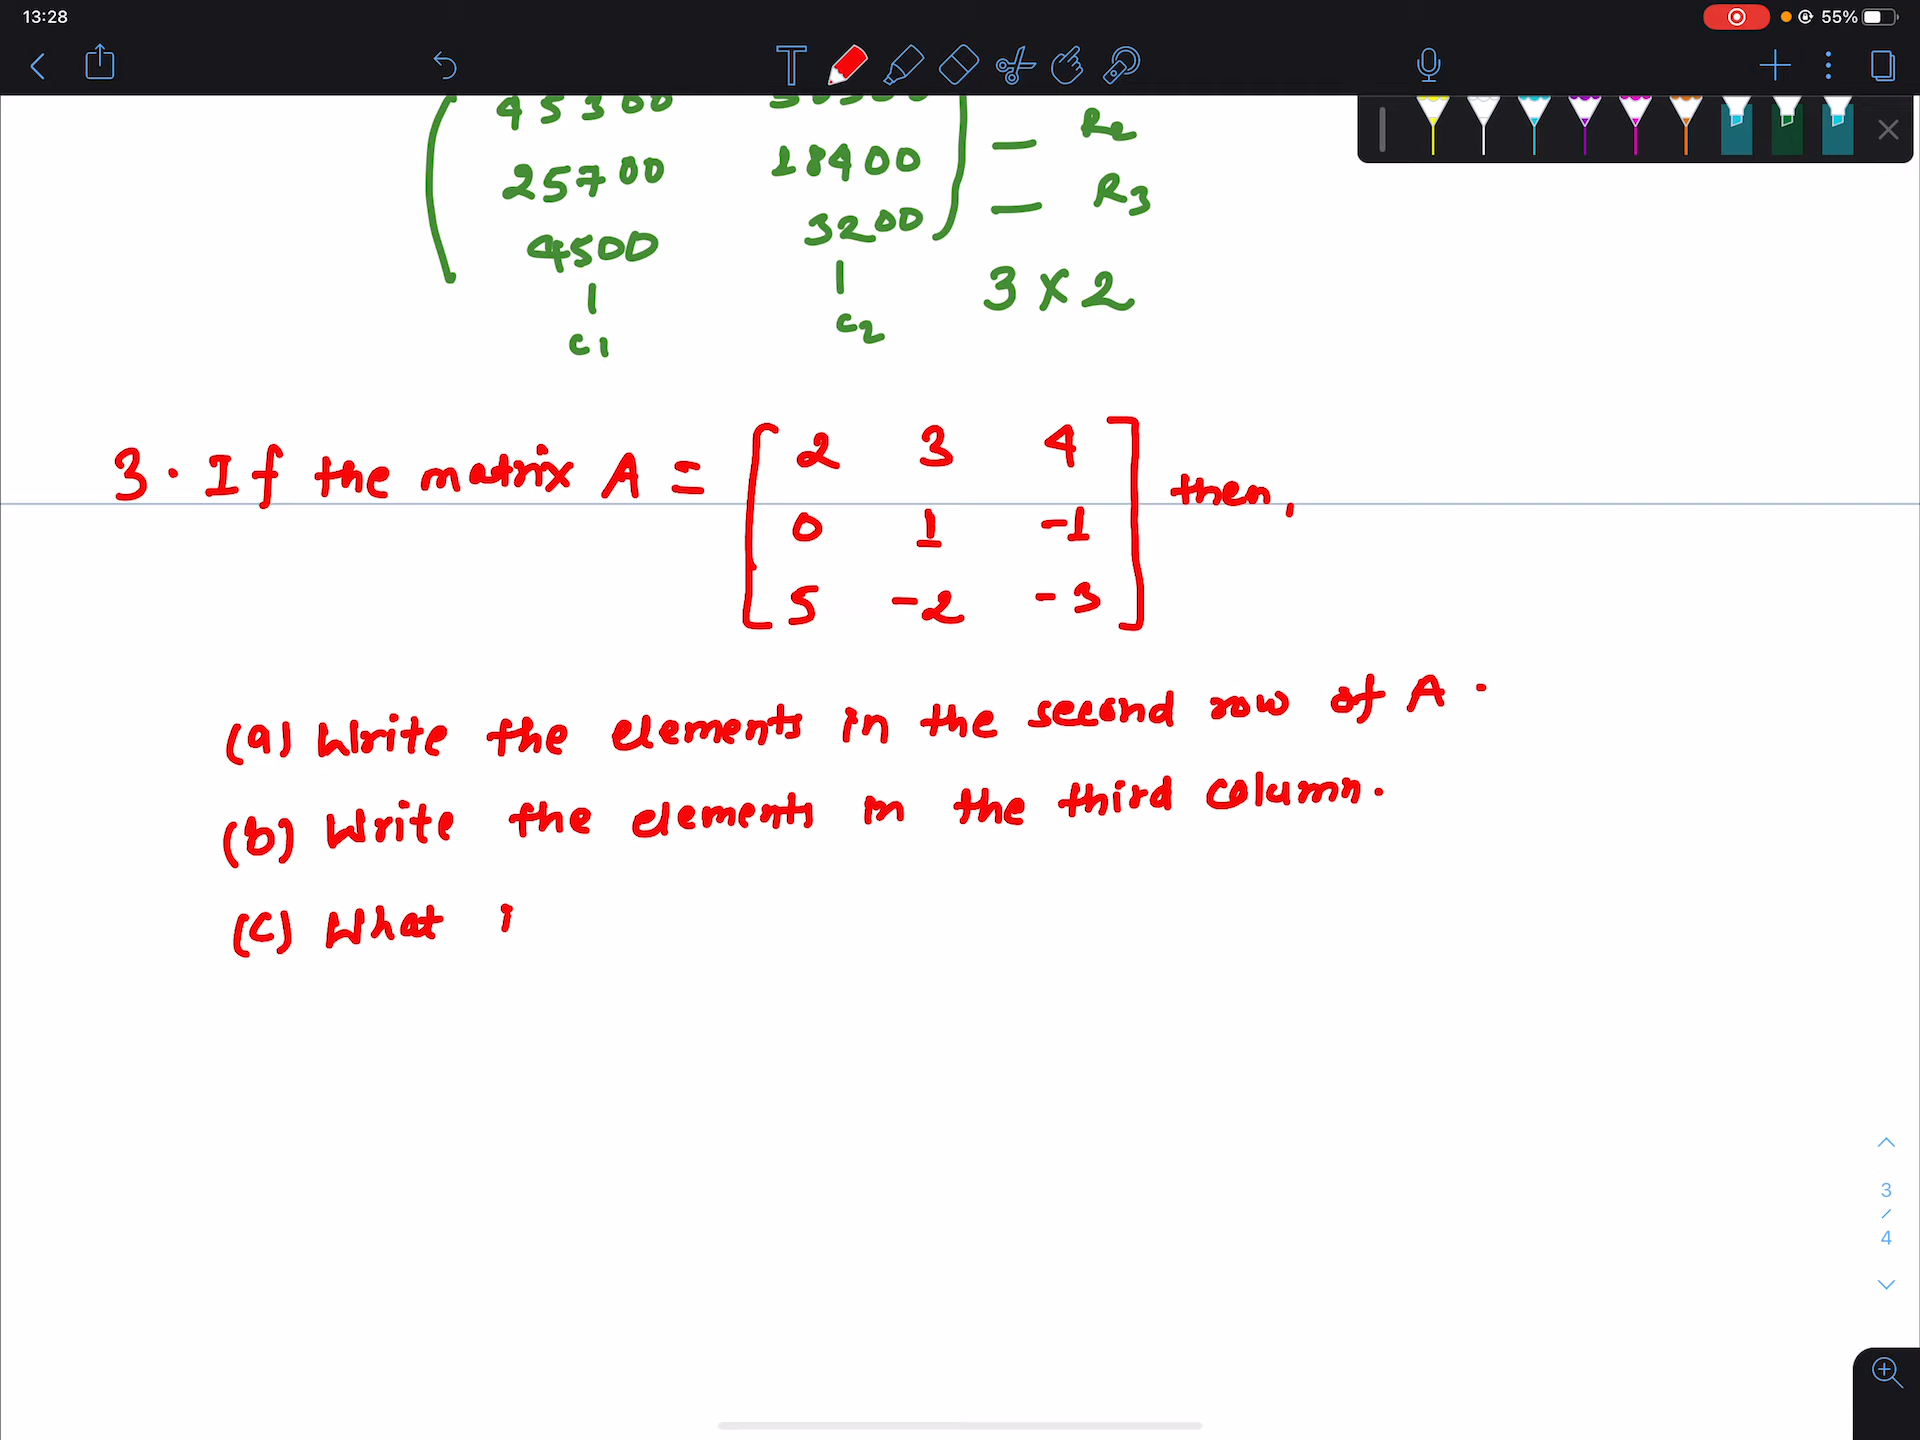 13:28
55%
T
45300
25700 18400
4500 3200
R2
R3
3 × 2
C1 C2
3. If the matrix A = [ 2 3 4 ] then,
0 1 -1
5 -2 -3
(a) Write the elements in the second row of A.
(b) Write the elements in the third column.
(c) What i
3
/
4